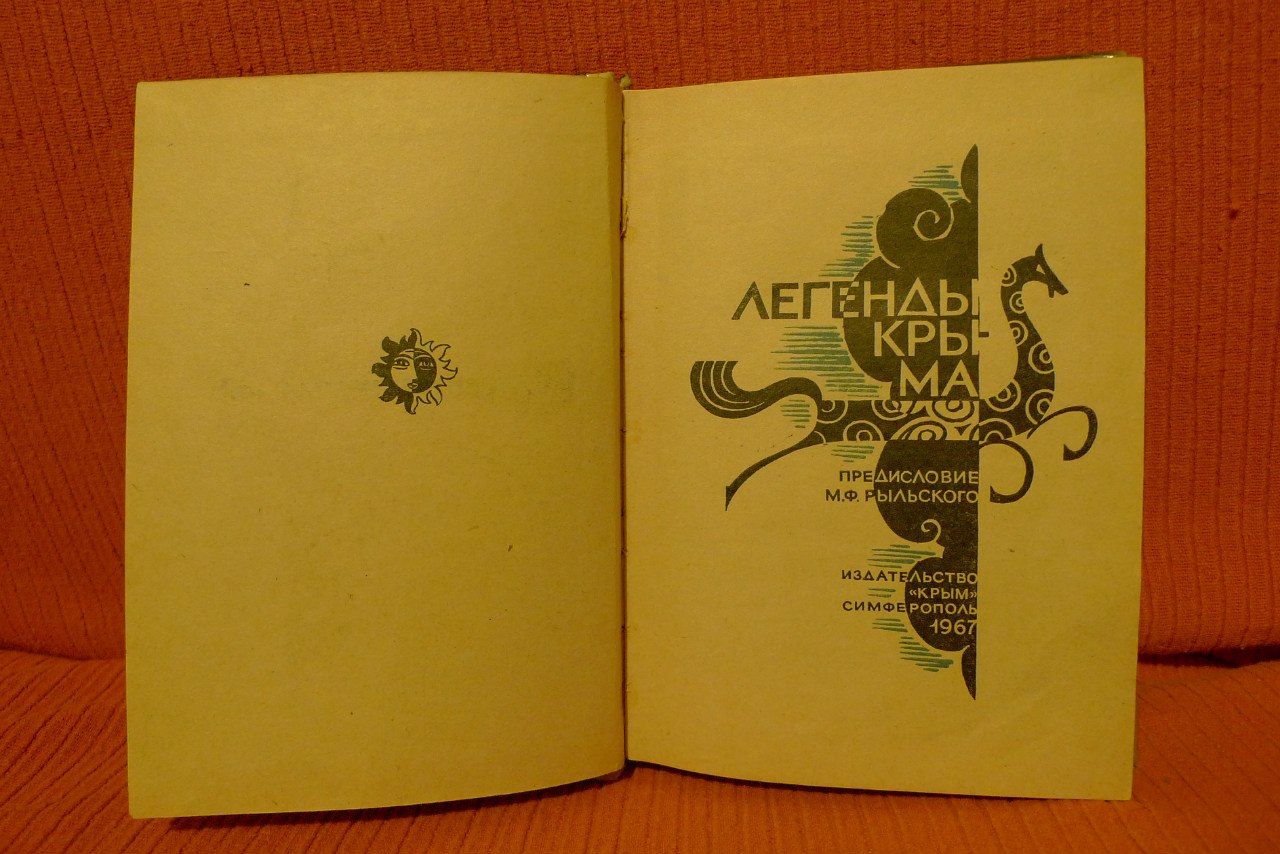 ЛЕГЕНДЫ
КРЫ
МА
ПРЕДИСЛОВИЕ
М.Ф. РЫЛЬСКОГО
ИЗДАТЕЛЬСТВО
«КРЫМ»
СИМФЕРОПОЛЬ
1967